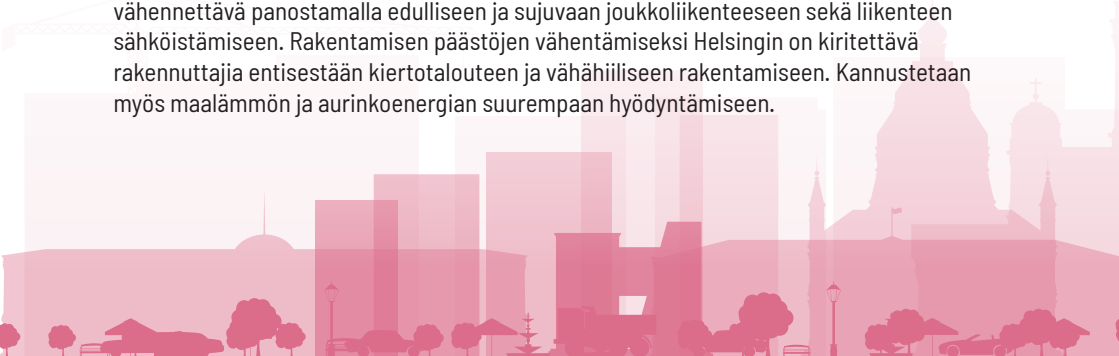 vähennettävä panostamalla edulliseen ja sujuvaan joukkoliikenteeseen sekä liikenteen
sähköistämiseen. Rakentamisen päästöjen vähentämiseksi Helsingin on kiritettävä
rakennuttajia entisestään kiertotalouteen ja vähähiiliseen rakentamiseen. Kannustetaan
myös maalämmön ja aurinkoenergian suurempaan hyödyntämiseen.